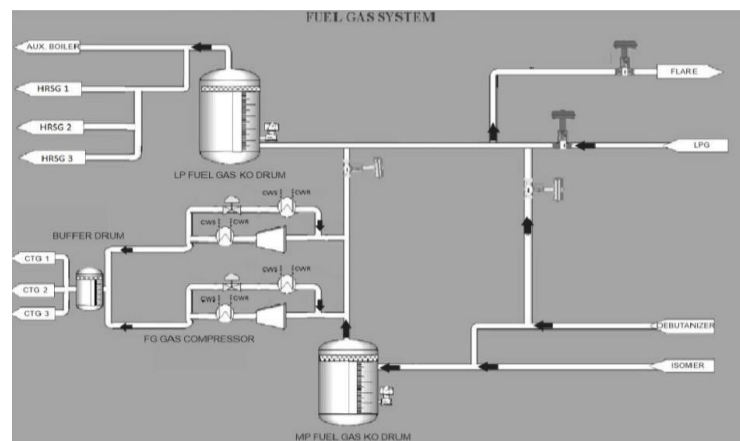 FUEL GAS SYSTEM
AUX. BOILER
FLARE
HRSG 1
HRSG 2
LPG
HRSG 3
LP FUEL GAS KO DRUM
CWS CWR
BUFFER DRUM
CWS CWR
CTG 1
CWS CWR
CTG 2
CWS CWR
CTG 3
DEBUTANIZER
FG GAS COMPRESSOR
ISOMER
MP FUEL GAS KO DRUM